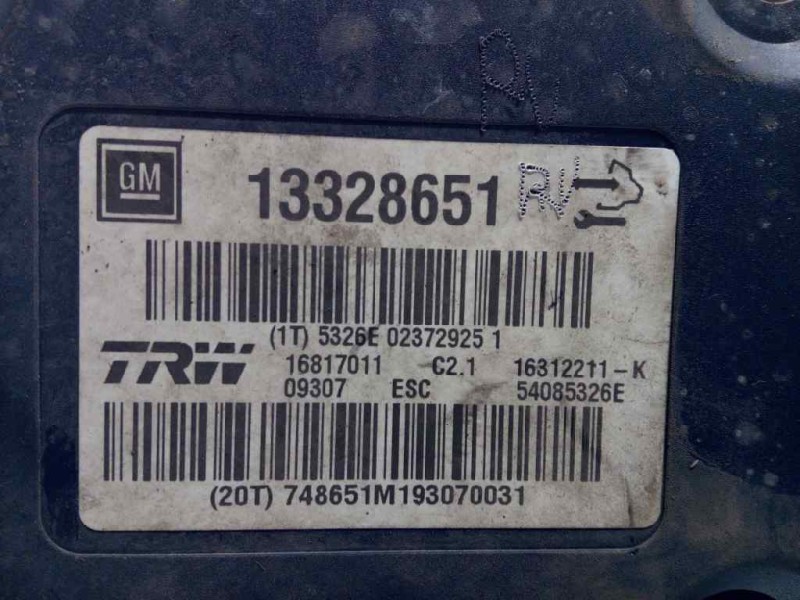 GM
13328651
(1T) 5326E 02372925 1
TRW
16817011 C2.1 16312211-K
09307 ESC 54085326E
(20T) 748651M193070031